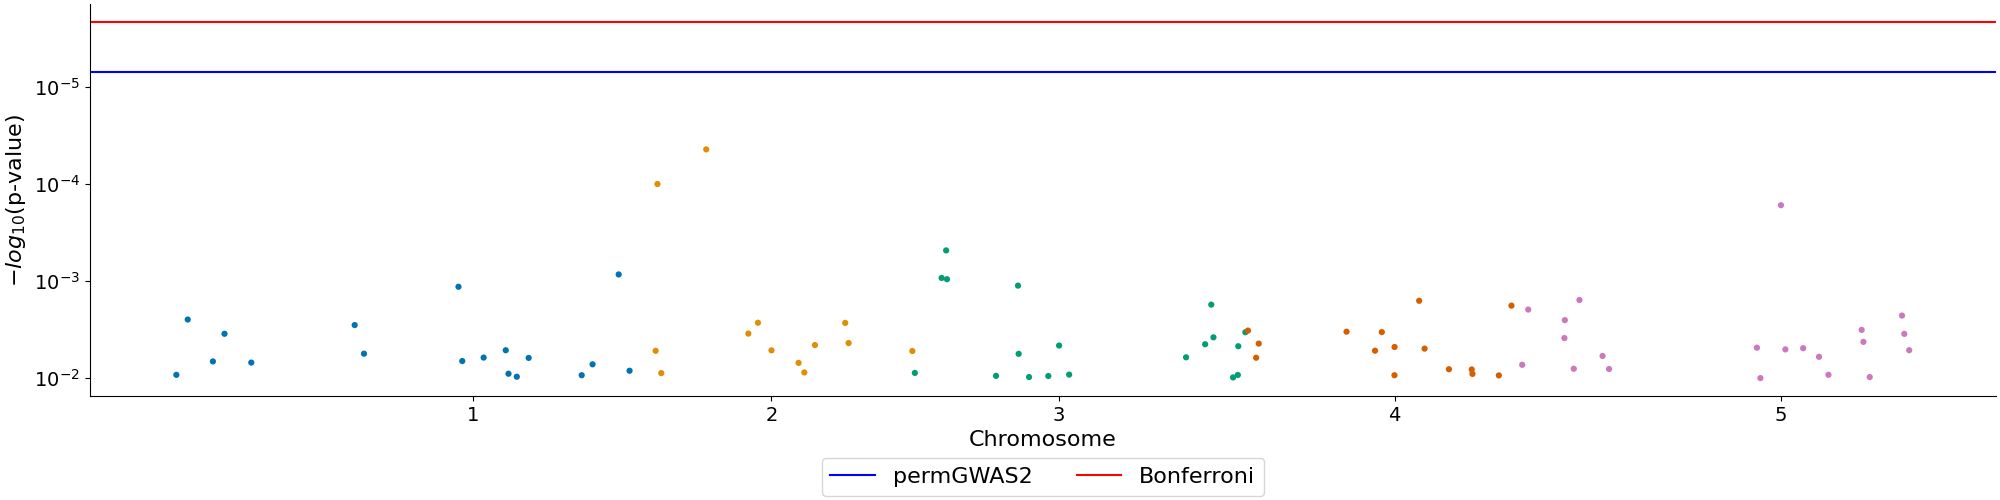 −log₁₀(p-value)
10⁻⁵
10⁻⁴
10⁻³
10⁻²
1 2 3 4 5
Chromosome
permGWAS2 Bonferroni